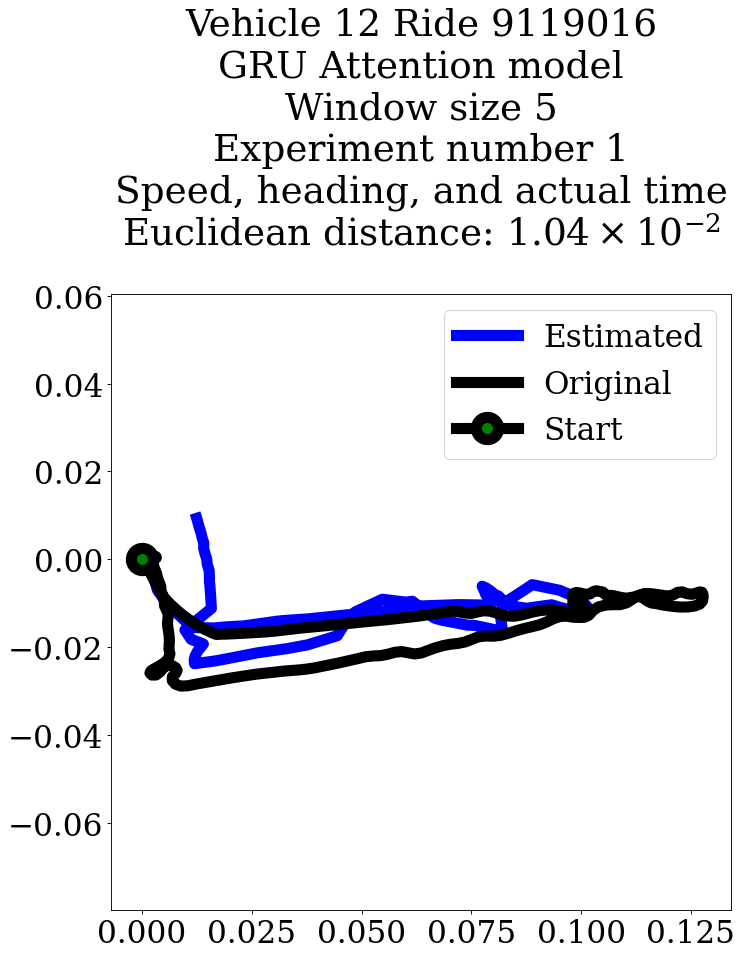 Vehicle 12 Ride 9119016
GRU Attention model
Window size 5
Experiment number 1
Speed, heading, and actual time
Euclidean distance: 1.04 × 10⁻²
Estimated
Original
Start
0.06
0.04
0.02
0.00
−0.02
−0.04
−0.06
0.000 0.025 0.050 0.075 0.100 0.125